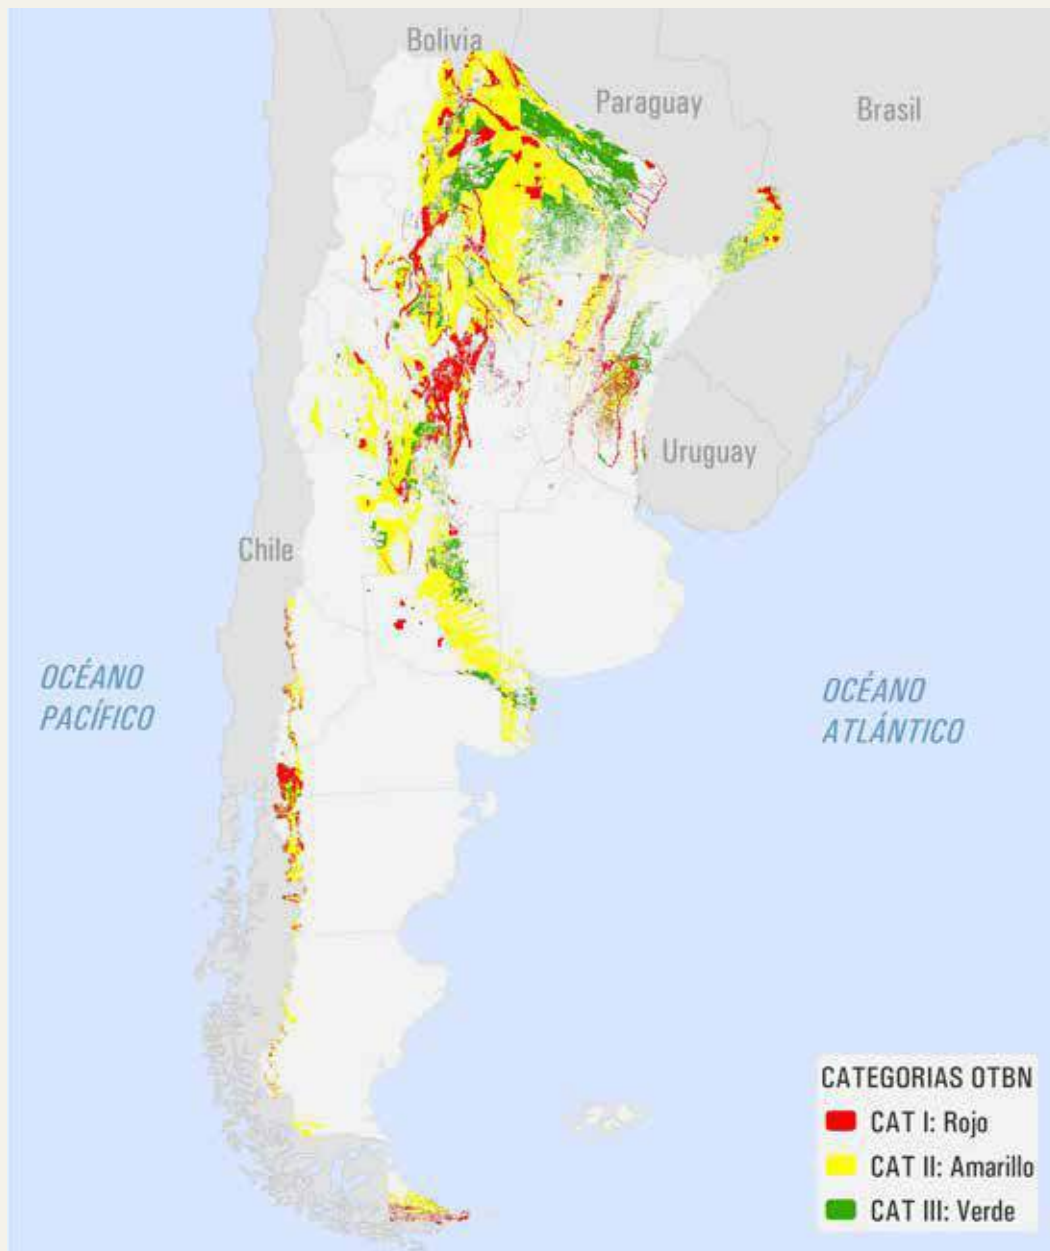 Bolivia
Paraguay
Brasil
Uruguay
Chile
OCÉANO
PACÍFICO
OCÉANO
ATLÁNTICO
CATEGORIAS OTBN
CAT I: Rojo
CAT II: Amarillo
CAT III: Verde